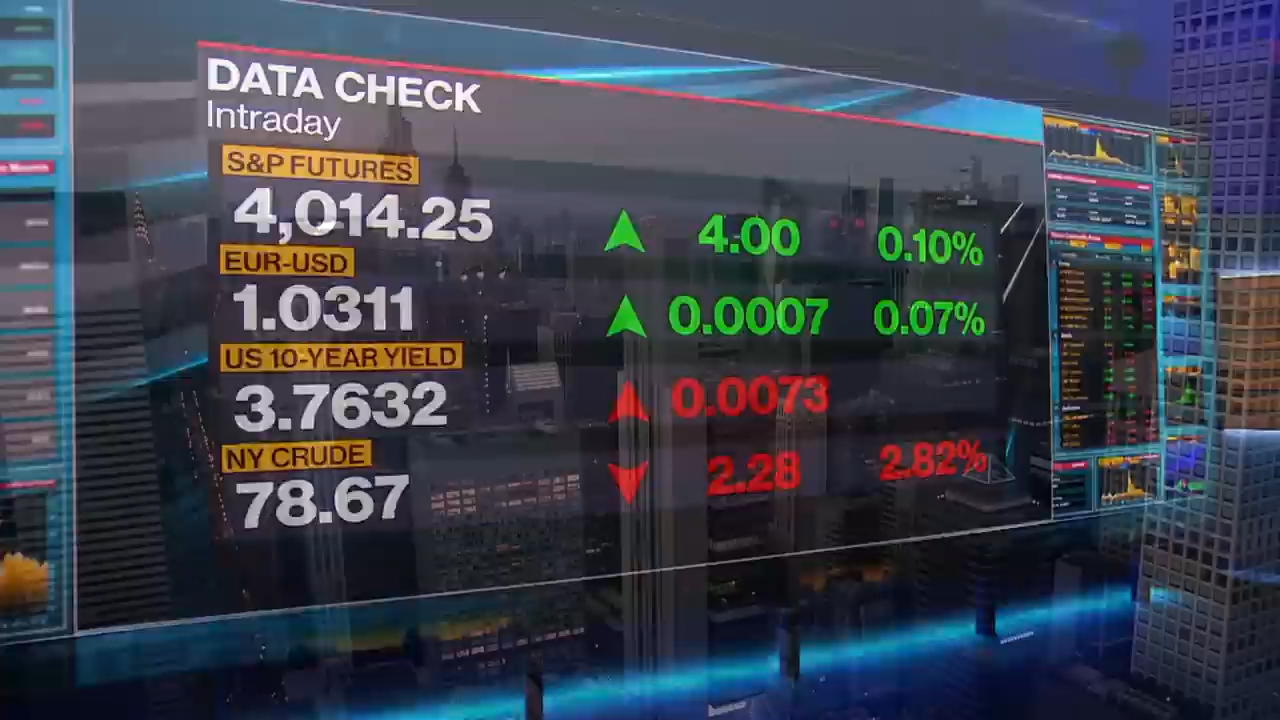 DATA CHECK
Intraday
S&P FUTURES
4,014.25 4.00 0.10%
EUR-USD
1.0311 0.0007 0.07%
US 10-YEAR YIELD
3.7632 0.0073
NY CRUDE
78.67 2.28 2.82%